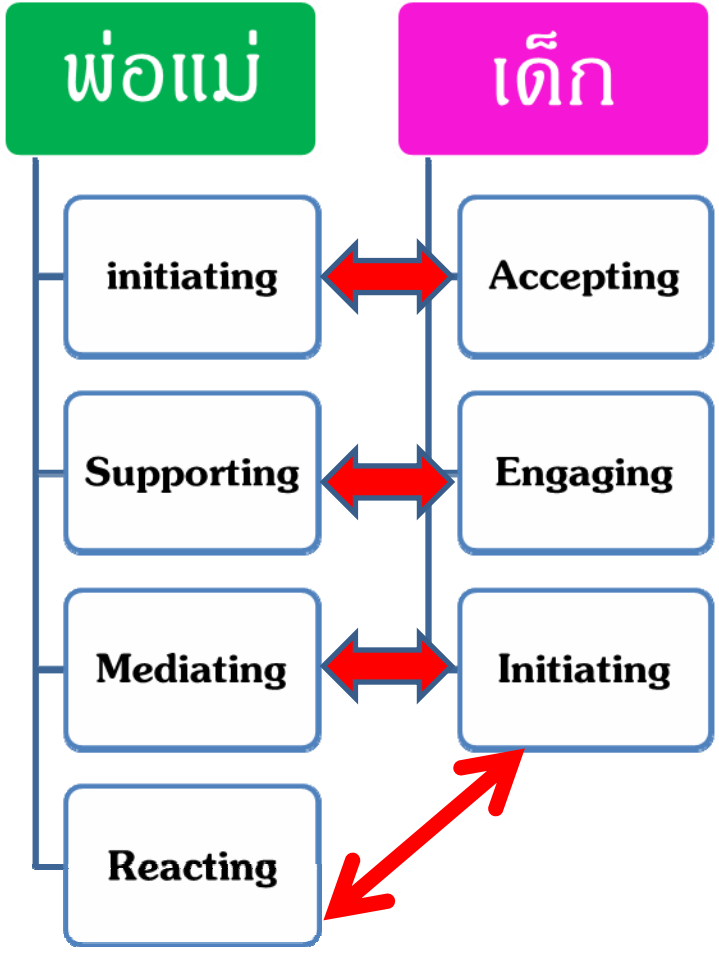 พ่อแม่
เด็ก
initiating
Accepting
Supporting
Engaging
Mediating
Initiating
Reacting